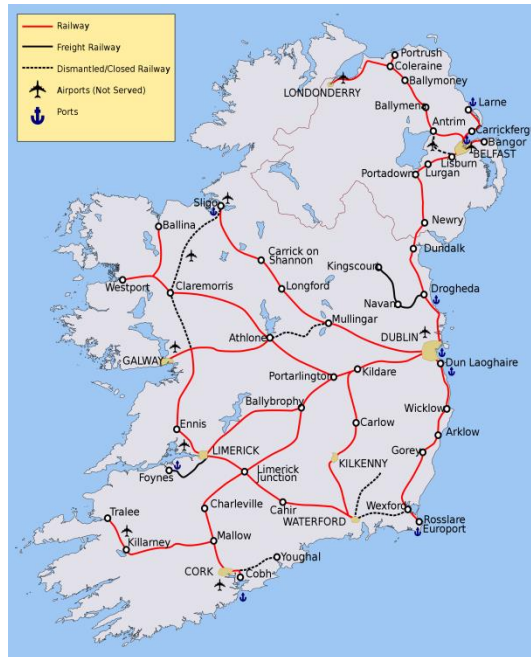 Railway
Freight Railway
Dismantled/Closed Railway
Airports (Not Served)
Ports
Portrush
Coleraine
LONDONDERRY
Ballymoney
Ballymena
Larne
Antrim
Carrickferg
Bangor
BELFAST
Lisburn
Lurgan
Portadown
Sligo
Ballina
Newry
Dundalk
Carrick on
Shannon
Kingscourt
Westport
Claremorris
Longford
Navan
Drogheda
Mullingar
Athlone
DUBLIN
GALWAY
Dun Laoghaire
Portarlington
Kildare
Ballybrophy
Wicklow
Ennis
Carlow
Arklow
LIMERICK
Gorey
Foynes
Limerick
Junction
KILKENNY
Tralee
Charleville
Cahir
Wexford
WATERFORD
Rosslare
Europort
Killarney
Mallow
Youghal
CORK
Cobh